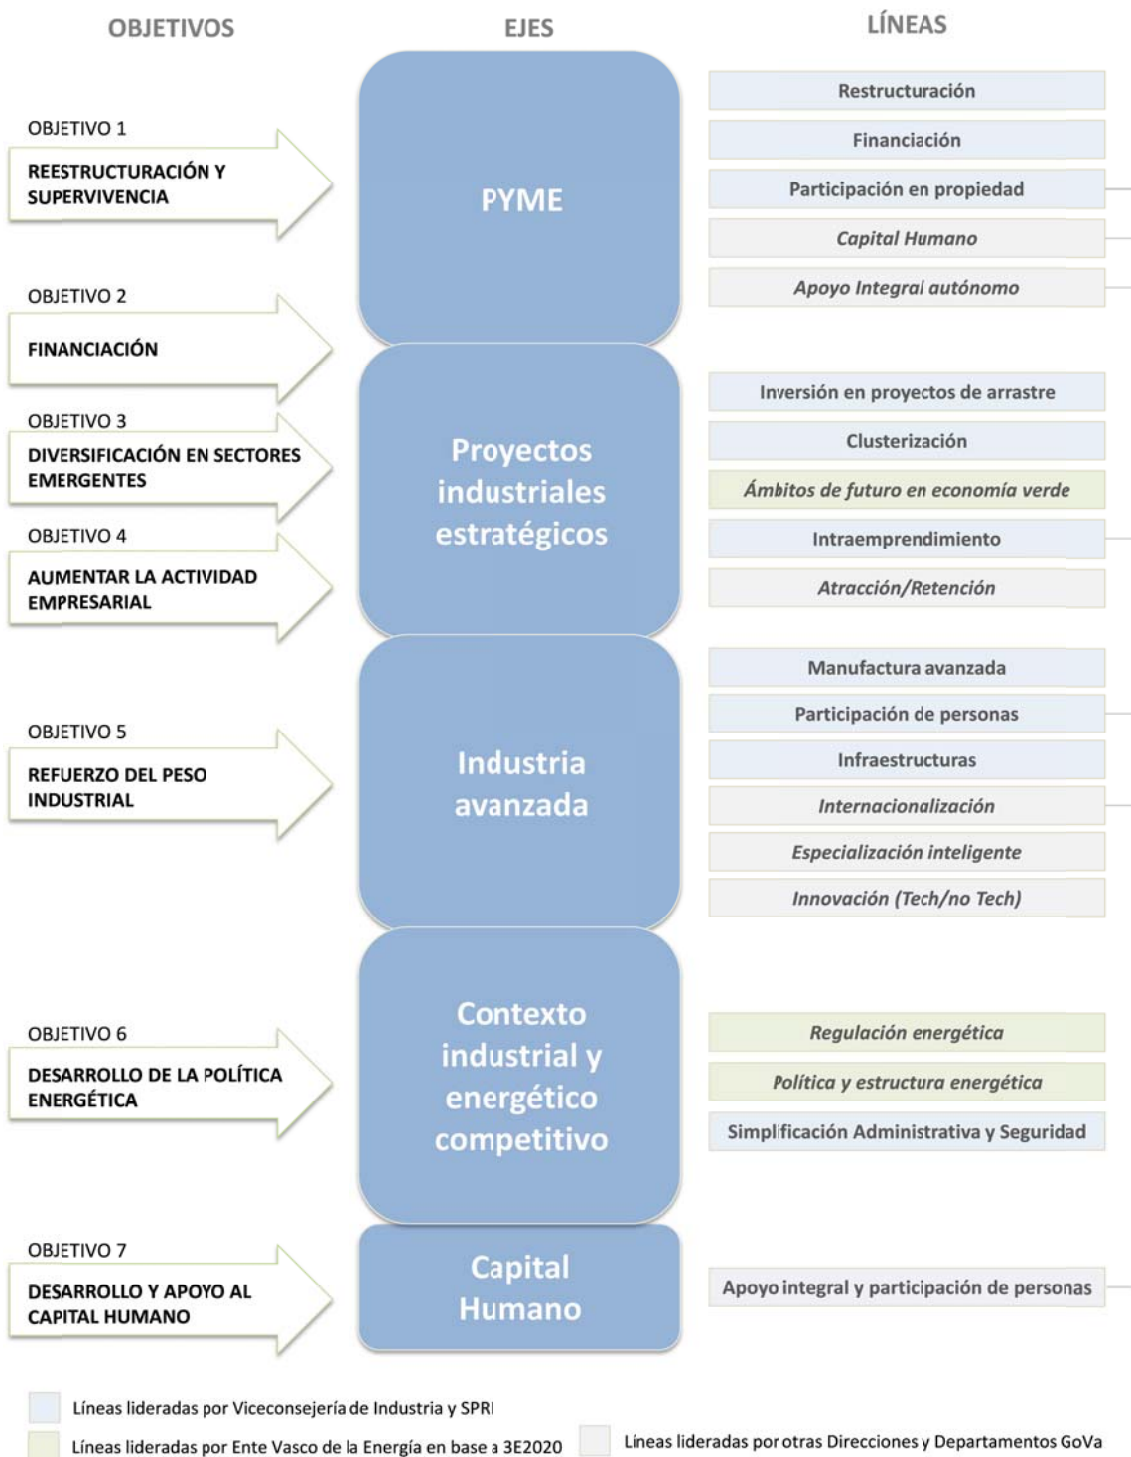 OBJETIVOS
EJES
LÍNEAS
OBJETIVO 1
REESTRUCTURACIÓN Y
SUPERVIVENCIA
OBJETIVO 2
FINANCIACIÓN
OBJETIVO 3
DIVERSIFICACIÓN EN SECTORES
EMERGENTES
OBJETIVO 4
AUMENTAR LA ACTIVIDAD
EMPRESARIAL
OBJETIVO 5
REFUERZO DEL PESO
INDUSTRIAL
OBJETIVO 6
DESARROLLO DE LA POLÍTICA
ENERGÉTICA
OBJETIVO 7
DESARROLLO Y APOYO AL
CAPITAL HUMANO
PYME
Proyectos
industriales
estratégicos
Industria
avanzada
Contexto
industrial y
energético
competitivo
Capital
Humano
Restructuración
Financiación
Participación en propiedad
Capital Humano
Apoyo Integral autónomo
Inversión en proyectos de arrastre
Clusterización
Ámbitos de futuro en economía verde
Intraemprendimiento
Atracción/Retención
Manufactura avanzada
Participación de personas
Infraestructuras
Internacionalización
Especialización inteligente
Innovación (Tech/no Tech)
Regulación energética
Política y estructura energética
Simplificación Administrativa y Seguridad
Apoyo integral y participación de personas
Líneas lideradas por Viceconsejería de Industria y SPRI
Líneas lideradas por Ente Vasco de la Energía en base a 3E2020
Líneas lideradas por otras Direcciones y Departamentos GoVa